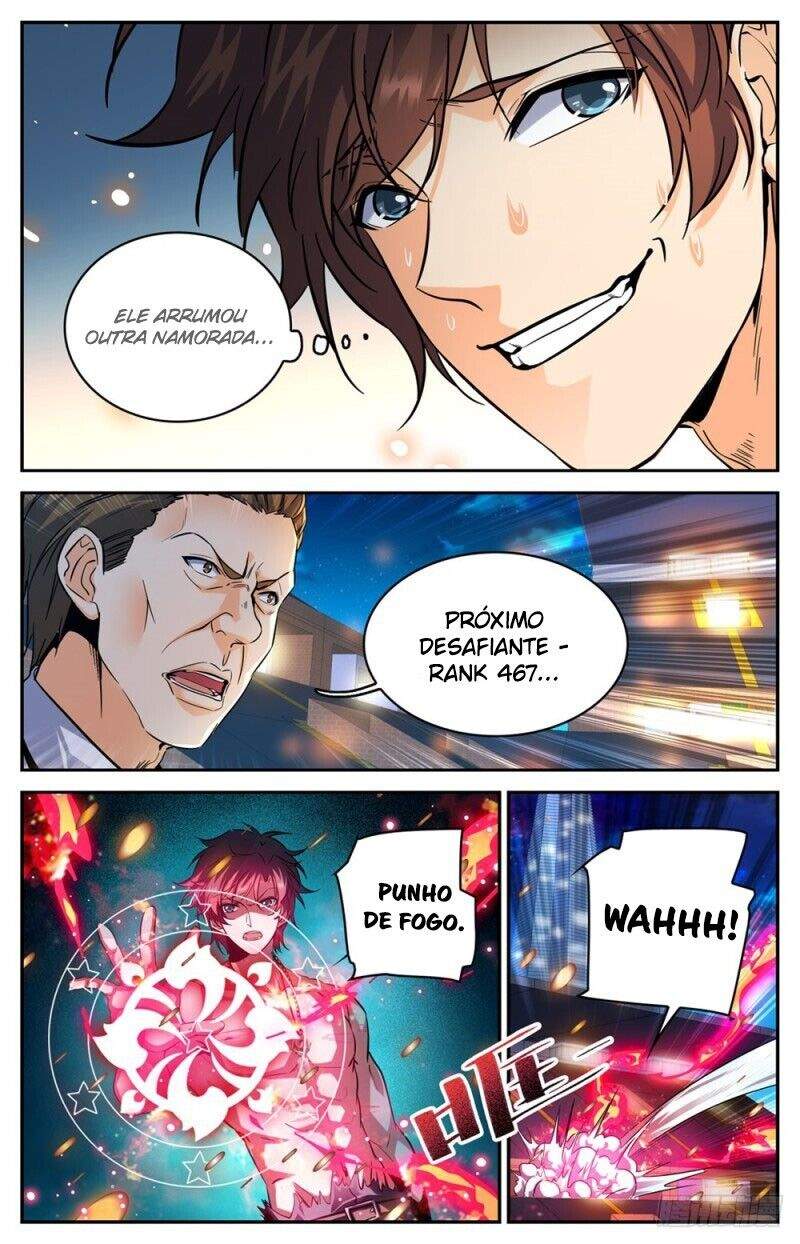 ELE ARRUMOU
OUTRA NAMORADA...
PRÓXIMO
DESAFIANTE -
RANK 467...
PUNHO
DE FOGO.
WAHHH!